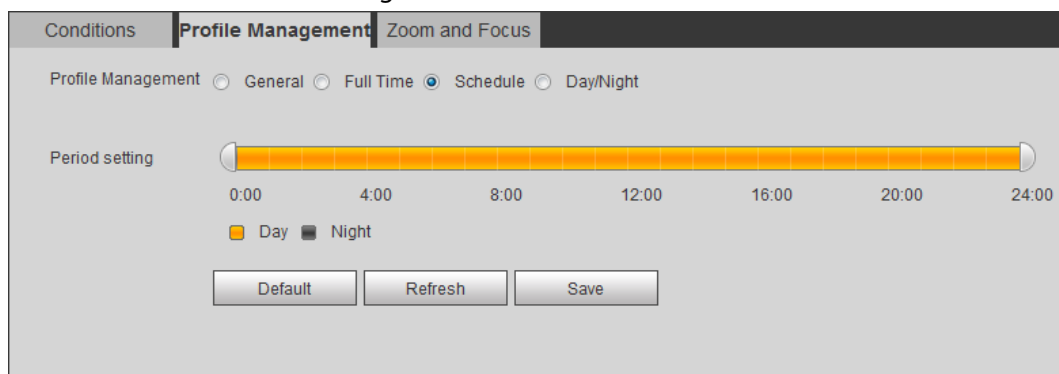 Conditions Profile Management Zoom and Focus
Profile Management General Full Time Schedule Day/Night
Period setting
0:00 4:00 8:00 12:00 16:00 20:00 24:00
Day Night
Default Refresh Save